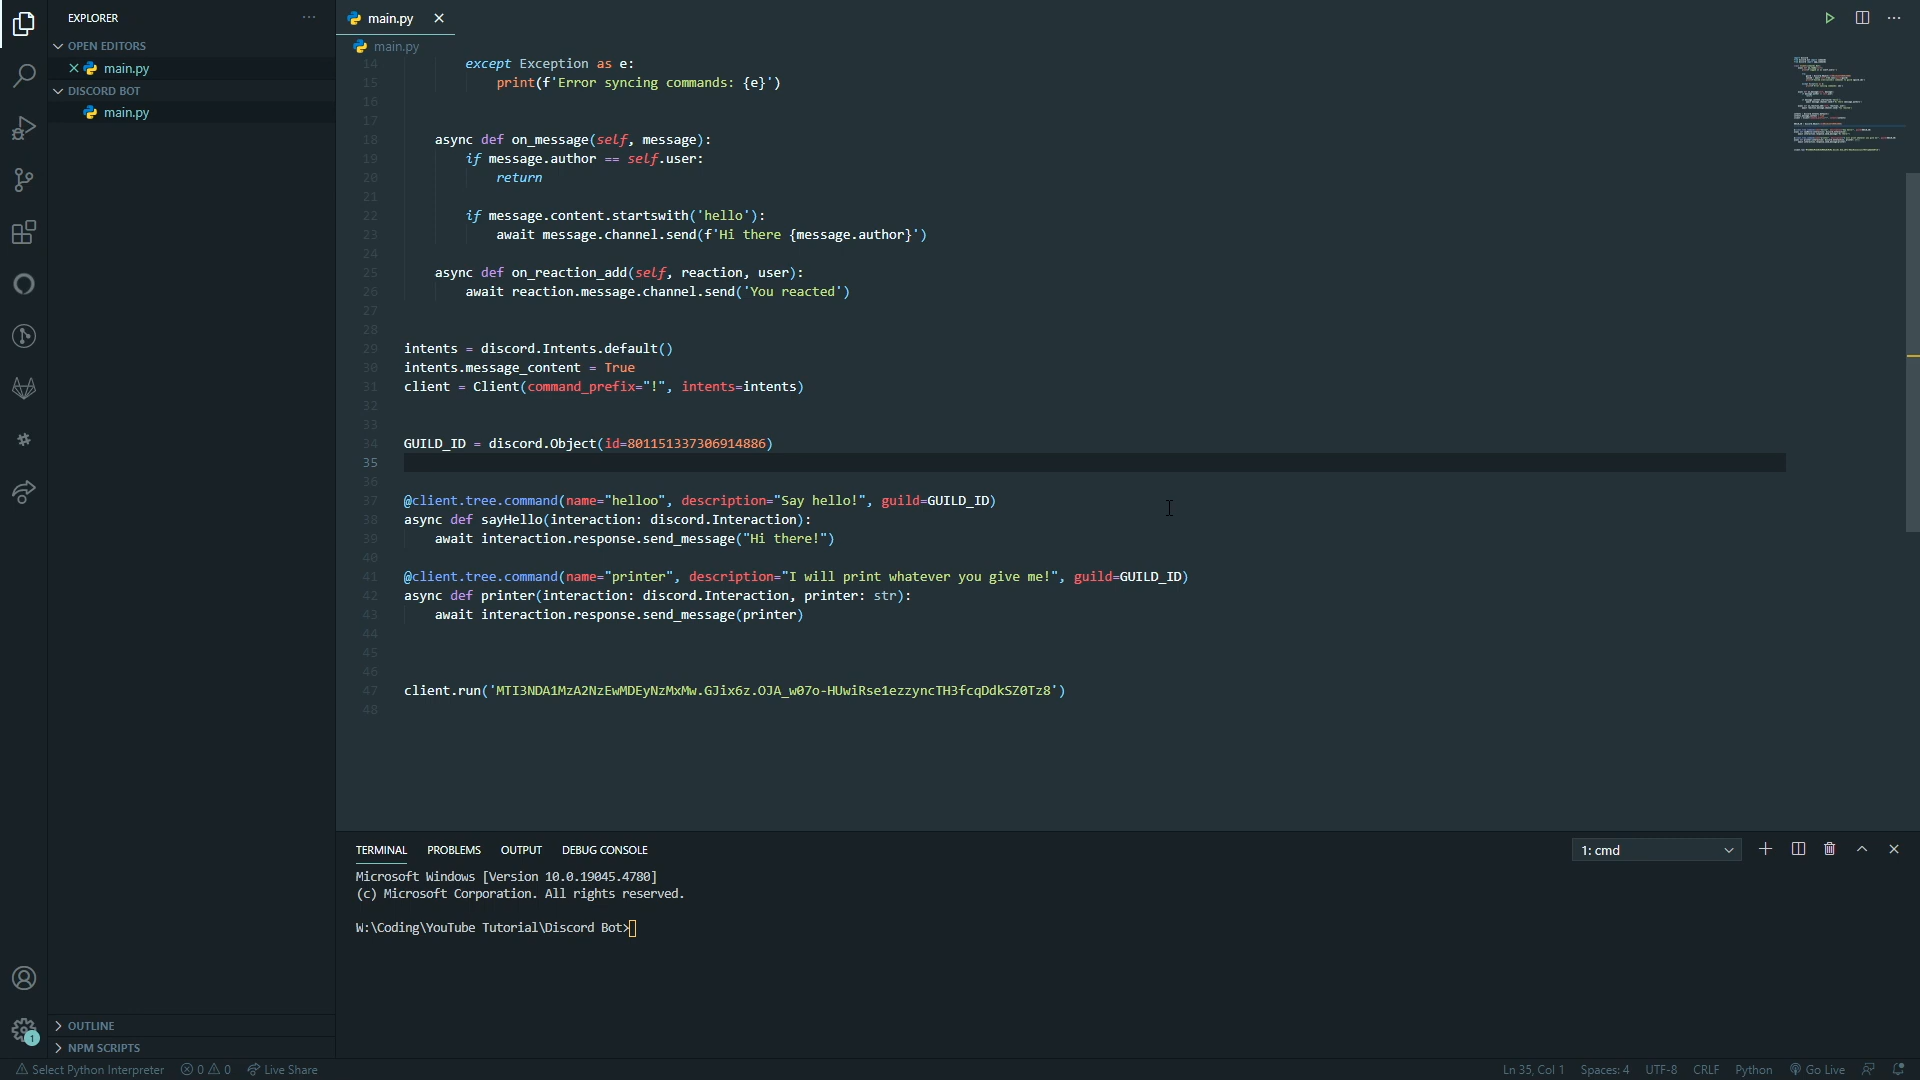 EXPLORER
OPEN EDITORS
main.py
DISCORD BOT
main.py
OUTLINE
NPM SCRIPTS
main.py
main.py
14 except Exception as e:
15 print(f'Error syncing commands: {e}')
16
17
18 async def on_message(self, message):
19 if message.author == self.user:
20 return
21
22 if message.content.startswith('hello'):
23 await message.channel.send(f'Hi there {message.author}')
24
25 async def on_reaction_add(self, reaction, user):
26 await reaction.message.channel.send('You reacted')
27
28
29 intents = discord.Intents.default()
30 intents.message_content = True
31 client = Client(command_prefix="!", intents=intents)
32
33
34 GUILD_ID = discord.Object(id=801151337306914886)
35
36
37 @client.tree.command(name="helloo", description="Say hello!", guild=GUILD_ID)
38 async def sayHello(interaction: discord.Interaction):
39 await interaction.response.send_message("Hi there!")
40
41 @client.tree.command(name="printer", description="I will print whatever you give me!", guild=GUILD_ID)
42 async def printer(interaction: discord.Interaction, printer: str):
43 await interaction.response.send_message(printer)
44
45
46
47 client.run('MTI3NDA1MzA2NzEwMDEyNzMxMw.GJix6z.OJA_w07o-HUwiRse1ezzyncTH3fcqDdkSZ0Tz8')
48
TERMINAL PROBLEMS OUTPUT DEBUG CONSOLE 1: cmd
Microsoft Windows [Version 10.0.19045.4780]
(c) Microsoft Corporation. All rights reserved.
W:\Coding\YouTube Tutorial\Discord Bot>
1
Select Python Interpreter 0 0 Live Share Ln 35, Col 1 Spaces: 4 UTF-8 CRLF Python Go Live